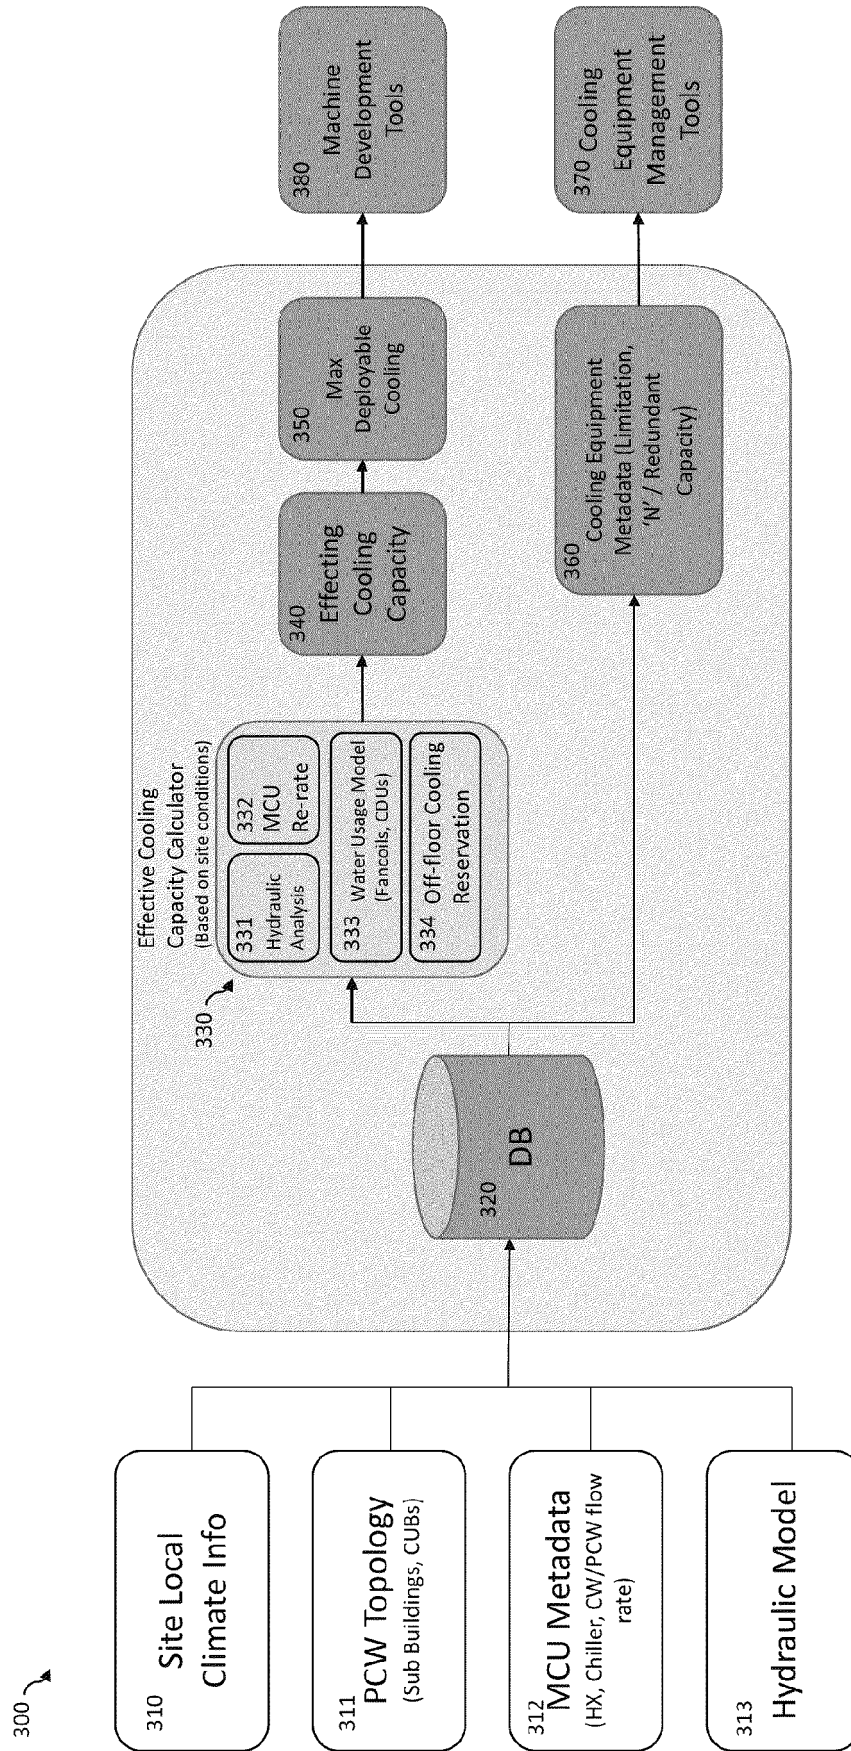 300
310
Site Local
Climate Info
311
PCW Topology
(Sub Buildings, CUBs)
312
MCU Metadata
(HX, Chiller, CW/PCW flow
rate)
313
Hydraulic Model
320
DB
330
Effective Cooling
Capacity Calculator
(Based on site conditions)
331
Hydraulic
Analysis
332
MCU
Re-rate
333 Water Usage Model
(Fancoils, CDUs)
334 Off-floor Cooling
Reservation
340
Effecting
Cooling
Capacity
350
Max
Deployable
Cooling
360
Cooling Equipment
Metadata (Limitation,
'N' / Redundant
Capacity)
380
Machine
Development
Tools
370 Cooling
Equipment
Management
Tools